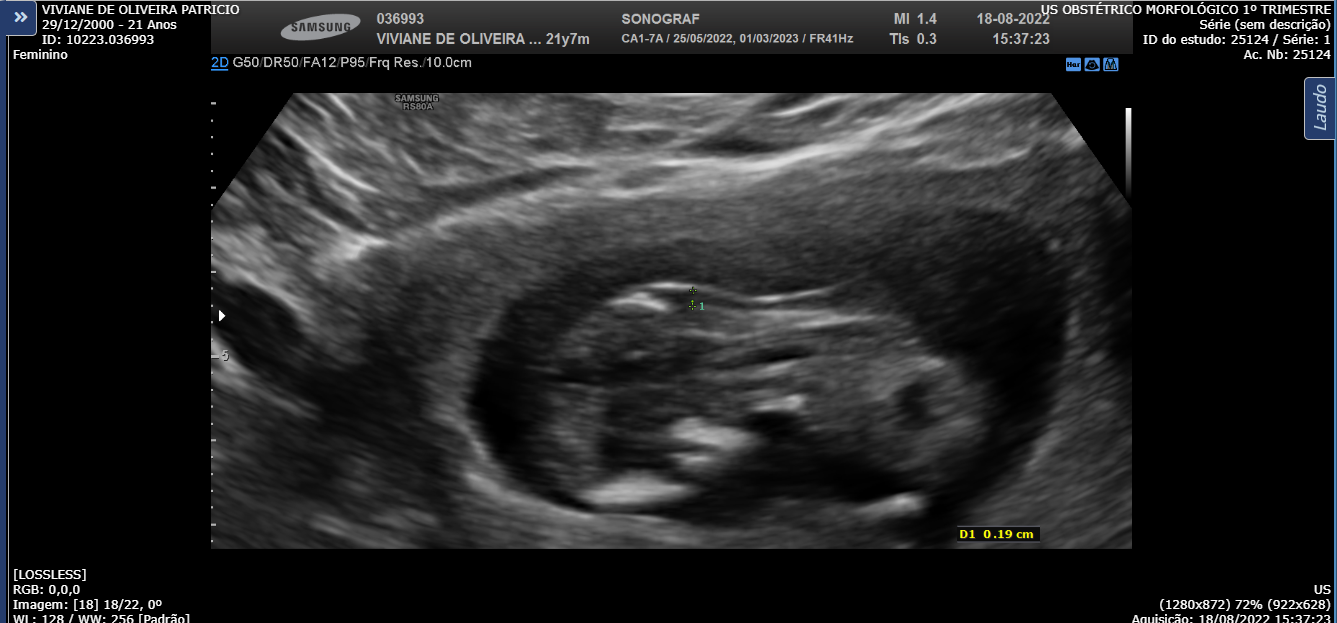 VIVIANE DE OLIVEIRA PATRICIO
29/12/2000 - 21 Anos
ID: 10223.036993
Feminino
SAMSUNG
036993
VIVIANE DE OLIVEIRA ... 21y7m
SONOGRAF
CA1-7A / 25/05/2022, 01/03/2023 / FR41Hz
MI 1.4
TIs 0.3
18-08-2022
15:37:23
US OBSTÉTRICO MORFOLÓGICO 1º TRIMESTRE
Série (sem descrição)
ID do estudo: 25124 / Série: 1
Ac. Nb: 25124
2D G50/DR50/FA12/P95/Frq Res./10.0cm
Har
SAMSUNG
RS80A
Laudo
1
5
D1 0.19 cm
[LOSSLESS]
RGB: 0,0,0
Imagem: [18] 18/22, 0º
WL: 128 / WW: 256 [Padrão]
US
(1280x872) 72% (922x628)
Aquisição: 18/08/2022 15:37:23